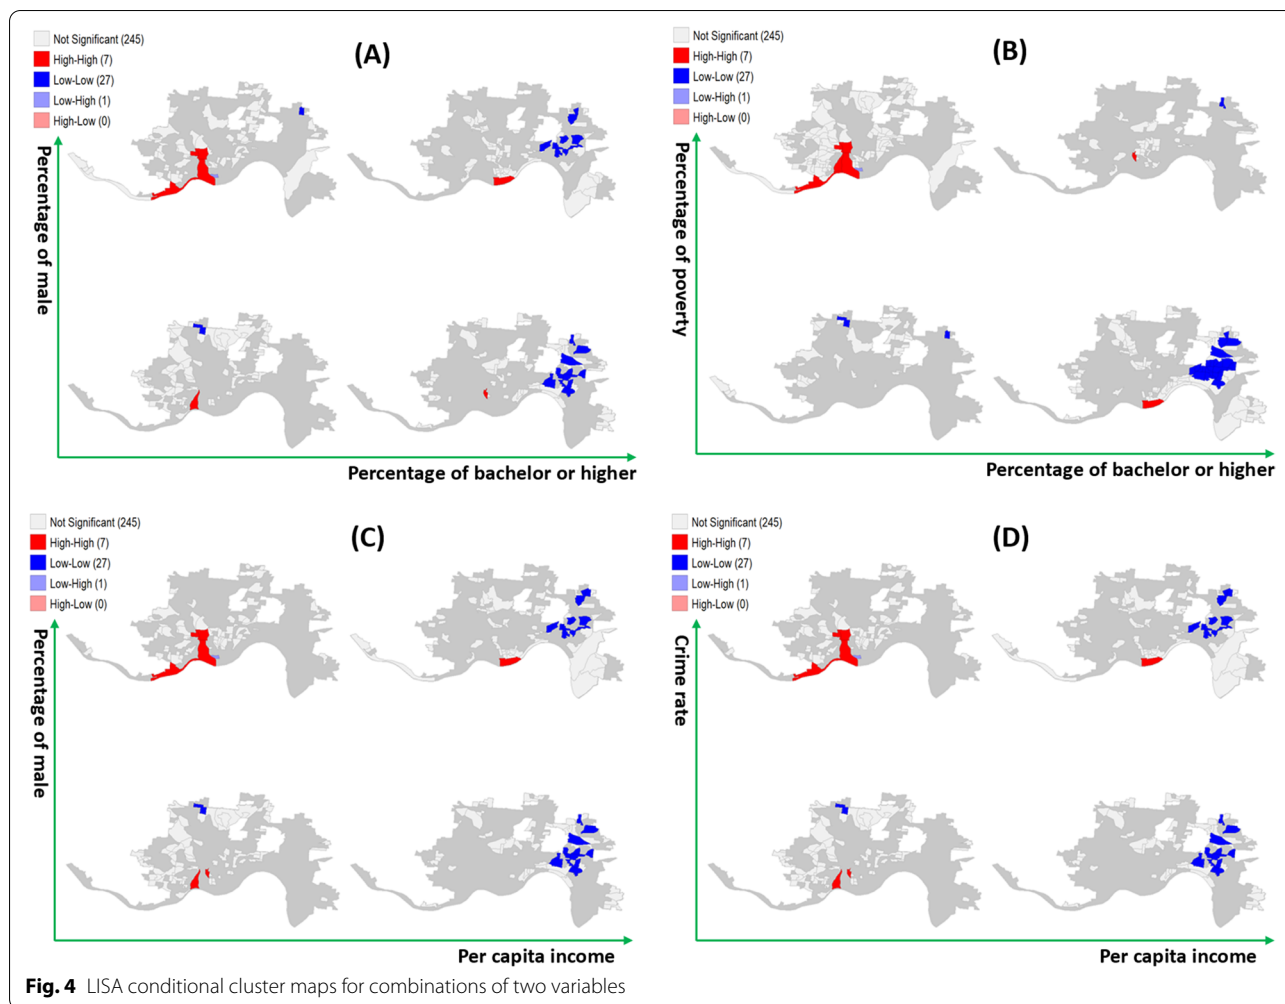 Not Significant (245)
High-High (7)
Low-Low (27)
Low-High (1)
High-Low (0)
(A)
Percentage of male
Percentage of bachelor or higher
Not Significant (245)
High-High (7)
Low-Low (27)
Low-High (1)
High-Low (0)
(B)
Percentage of poverty
Percentage of bachelor or higher
Not Significant (245)
High-High (7)
Low-Low (27)
Low-High (1)
High-Low (0)
(C)
Percentage of male
Per capita income
Not Significant (245)
High-High (7)
Low-Low (27)
Low-High (1)
High-Low (0)
(D)
Crime rate
Per capita income
Fig. 4 LISA conditional cluster maps for combinations of two variables